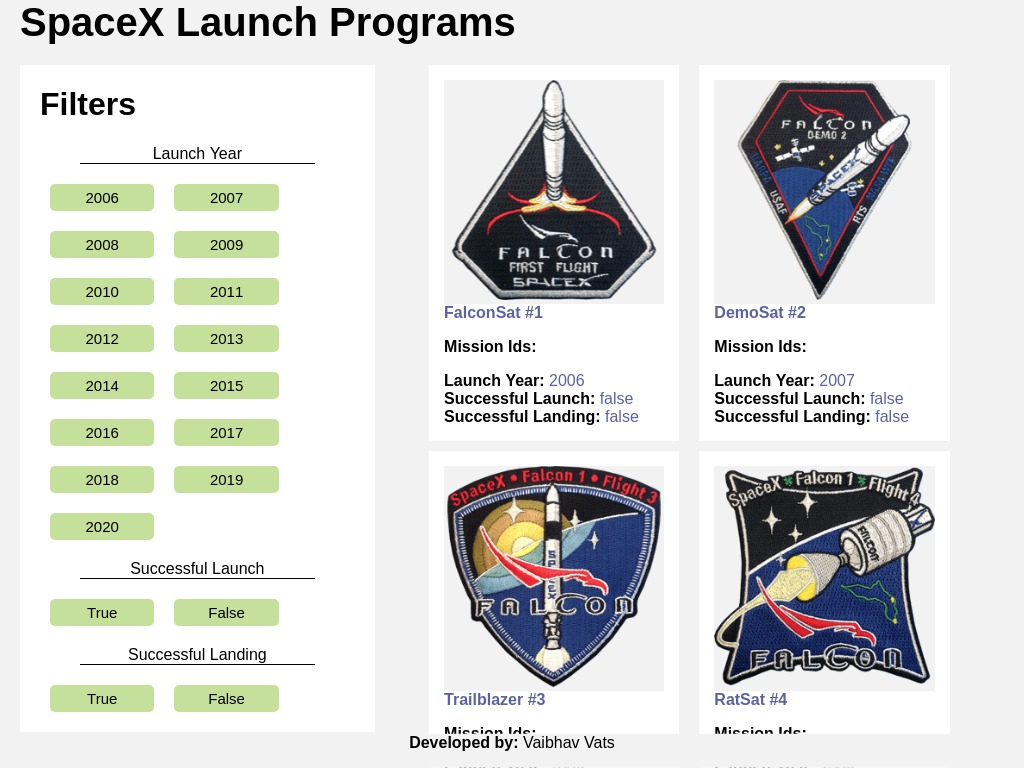 SpaceX Launch Programs
Filters
Launch Year
2006 2007
2008 2009
2010 2011
2012 2013
2014 2015
2016 2017
2018 2019
2020
Successful Launch
True False
Successful Landing
True False
FALCON
FIRST FLIGHT
SPACEX
FalconSat #1
Mission Ids:
Launch Year: 2006
Successful Launch: false
Successful Landing: false
FALCON
DEMO 2
SPACEX
USAF
RTS
DemoSat #2
Mission Ids:
Launch Year: 2007
Successful Launch: false
Successful Landing: false
SpaceX • Falcon 1 • Flight 3
SpaceX
FALCON
Trailblazer #3
Mission Ids:
SpaceX Falcon 1 Flight 4
FALCON
FALCON
RatSat #4
Mission Ids:
Developed by: Vaibhav Vats